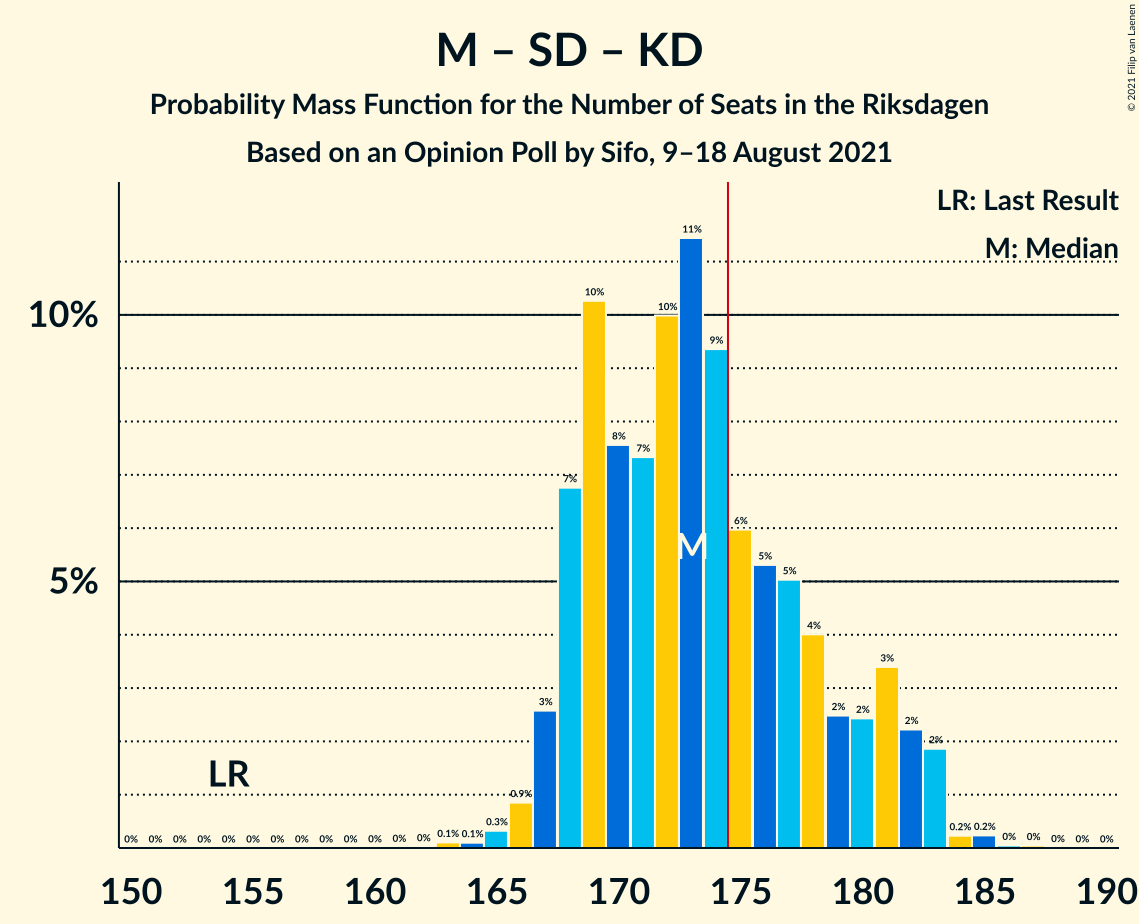 M – SD – KD
Probability Mass Function for the Number of Seats in the Riksdagen
Based on an Opinion Poll by Sifo, 9–18 August 2021
© 2021 Filip van Laenen
LR: Last Result
M: Median
10%
5%
0% 0% 0% 0% 0% 0% 0% 0% 0% 0% 0% 0% 0% 0.1% 0.1% 0.3% 0.9% 3% 7% 10% 8% 7% 10% 11% 9% 6% 5% 5% 4% 2% 2% 3% 2% 2% 0.2% 0.2% 0% 0% 0% 0% 0%
LR
M
150 155 160 165 170 175 180 185 190